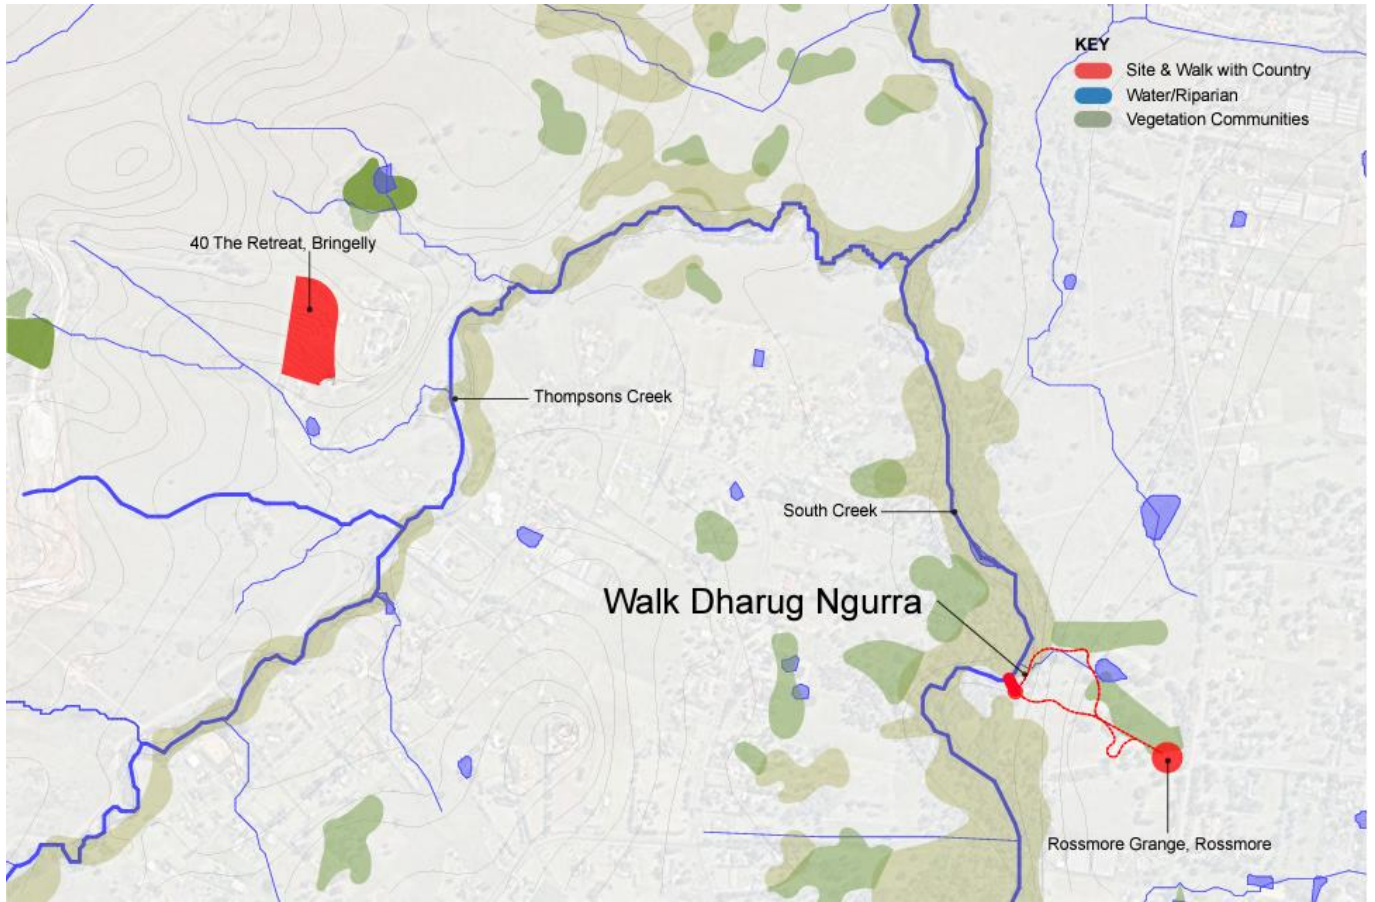 KEY
Site & Walk with Country
Water/Riparian
Vegetation Communities
40 The Retreat, Bringelly
Thompsons Creek
South Creek
Walk Dharug Ngurra
Rossmore Grange, Rossmore